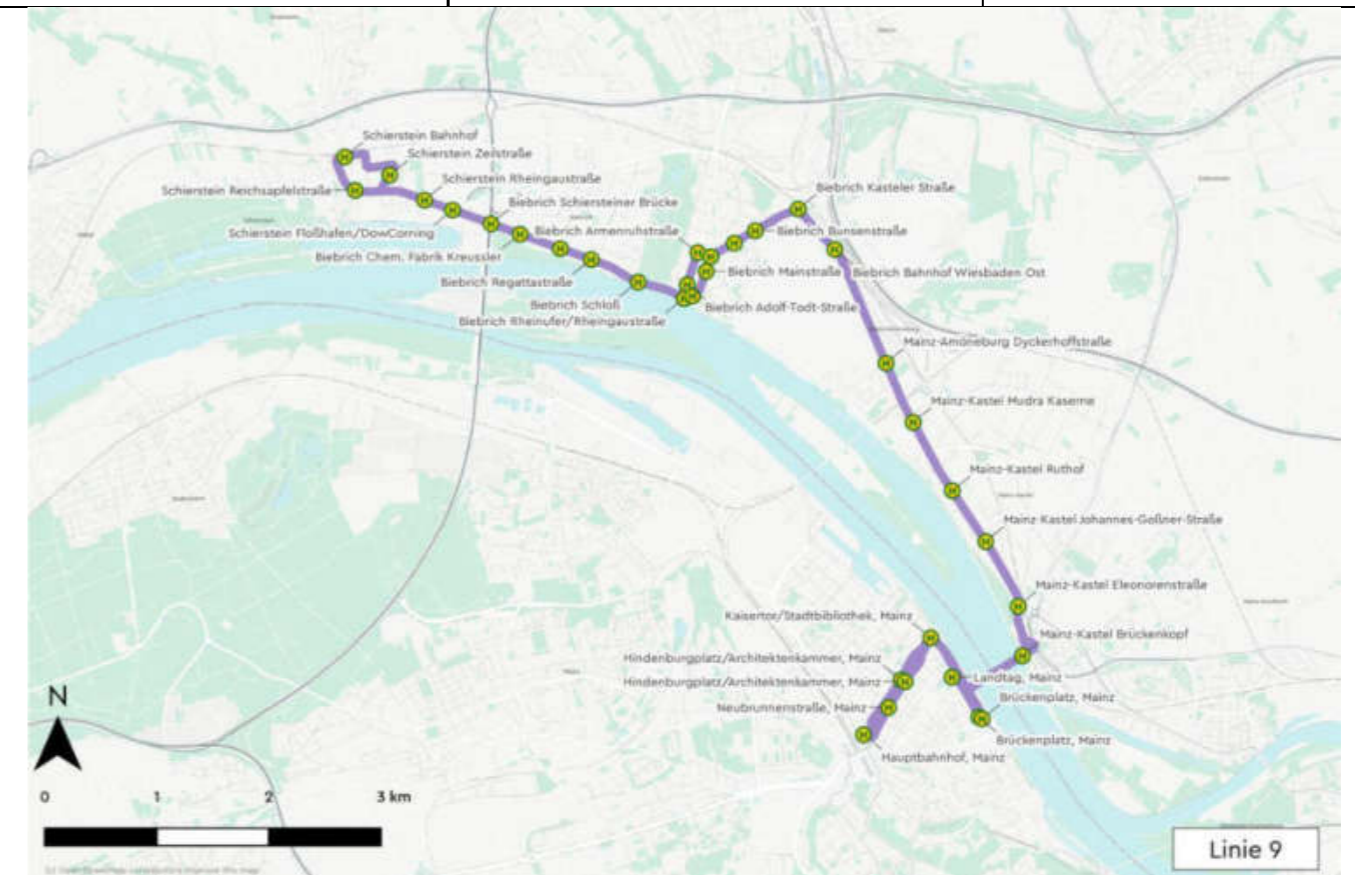 Schierstein Bahnhof
Schierstein Zeilstraße
Schierstein Reichsapfelstraße
Schierstein Rheingaustraße
Biebrich Kasteler Straße
Biebrich Schiersteiner Brücke
Schierstein Floßhafen/DowCorning
Biebrich Armenruhstraße
Biebrich Bunsenstraße
Biebrich Chem. Fabrik Kreussler
Biebrich Mainstraße
Biebrich Bahnhof Wiesbaden Ost
Biebrich Regattastraße
Biebrich Schloß
Biebrich Adolf-Todt-Straße
Biebrich Rheinufer/Rheingaustraße
Mainz-Amöneburg Dyckerhoffstraße
Mainz-Kastel Mudra Kaserne
Mainz-Kastel Ruthof
Mainz-Kastel Johannes-Goßner-Straße
Mainz-Kastel Eleonorenstraße
Kaisertor/Stadtbibliothek, Mainz
Mainz-Kastel Brückenkopf
Hindenburgplatz/Architektenkammer, Mainz
Landtag, Mainz
Hindenburgplatz/Architektenkammer, Mainz
Brückenplatz, Mainz
Neubrunnenstraße, Mainz
Brückenplatz, Mainz
Hauptbahnhof, Mainz
N
0 1 2 3 km
Linie 9